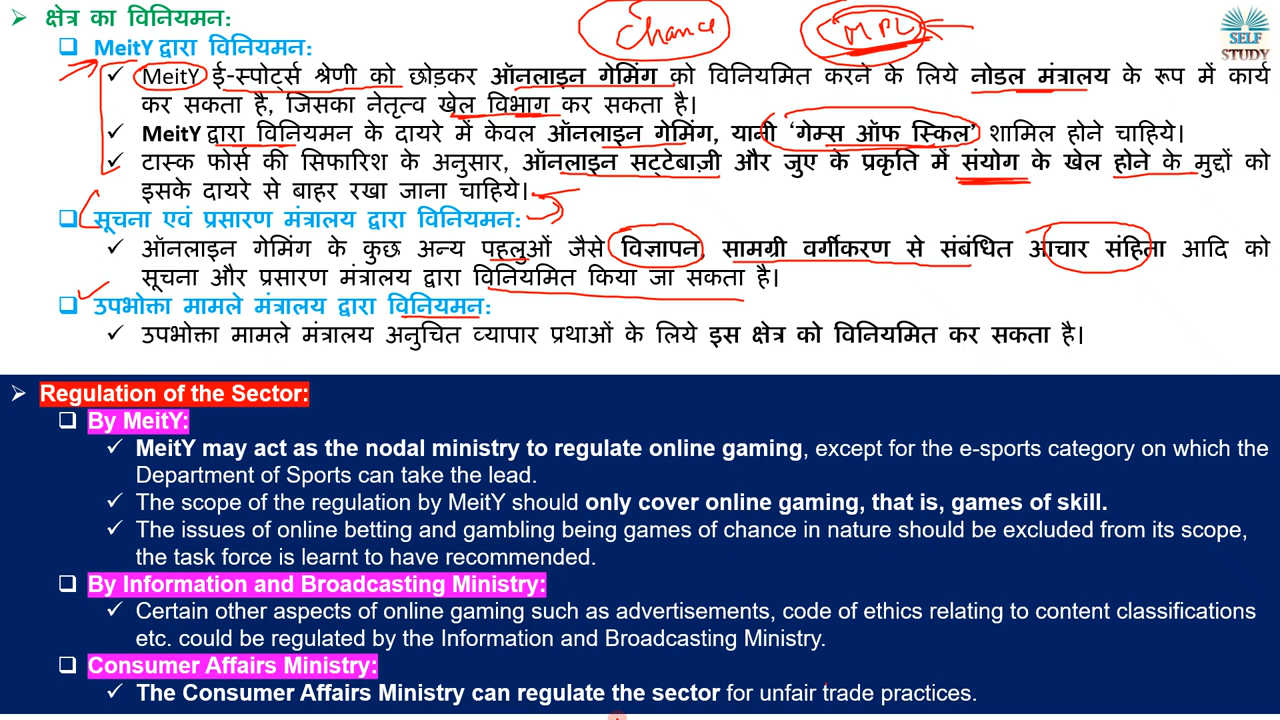 क्षेत्र का विनियमन:
Chance
MPL
SELF
STUDY
MeitY द्वारा विनियमन:
MeitY ई-स्पोर्ट्स श्रेणी को छोड़कर ऑनलाइन गेमिंग को विनियमित करने के लिये नोडल मंत्रालय के रूप में कार्य
कर सकता है, जिसका नेतृत्व खेल विभाग कर सकता है।
MeitY द्वारा विनियमन के दायरे में केवल ऑनलाइन गेमिंग, यानी ‘गेम्स ऑफ स्किल’ शामिल होने चाहिये।
टास्क फोर्स की सिफारिश के अनुसार, ऑनलाइन सट्टेबाज़ी और जुए के प्रकृति में संयोग के खेल होने के मुद्दों को
इसके दायरे से बाहर रखा जाना चाहिये।
सूचना एवं प्रसारण मंत्रालय द्वारा विनियमन:
ऑनलाइन गेमिंग के कुछ अन्य पहलुओं जैसे विज्ञापन, सामग्री वर्गीकरण से संबंधित आचार संहिता आदि को
सूचना और प्रसारण मंत्रालय द्वारा विनियमित किया जा सकता है।
उपभोक्ता मामले मंत्रालय द्वारा विनियमन:
उपभोक्ता मामले मंत्रालय अनुचित व्यापार प्रथाओं के लिये इस क्षेत्र को विनियमित कर सकता है।
Regulation of the Sector:
By MeitY:
MeitY may act as the nodal ministry to regulate online gaming, except for the e-sports category on which the
Department of Sports can take the lead.
The scope of the regulation by MeitY should only cover online gaming, that is, games of skill.
The issues of online betting and gambling being games of chance in nature should be excluded from its scope,
the task force is learnt to have recommended.
By Information and Broadcasting Ministry:
Certain other aspects of online gaming such as advertisements, code of ethics relating to content classifications
etc. could be regulated by the Information and Broadcasting Ministry.
Consumer Affairs Ministry:
The Consumer Affairs Ministry can regulate the sector for unfair trade practices.